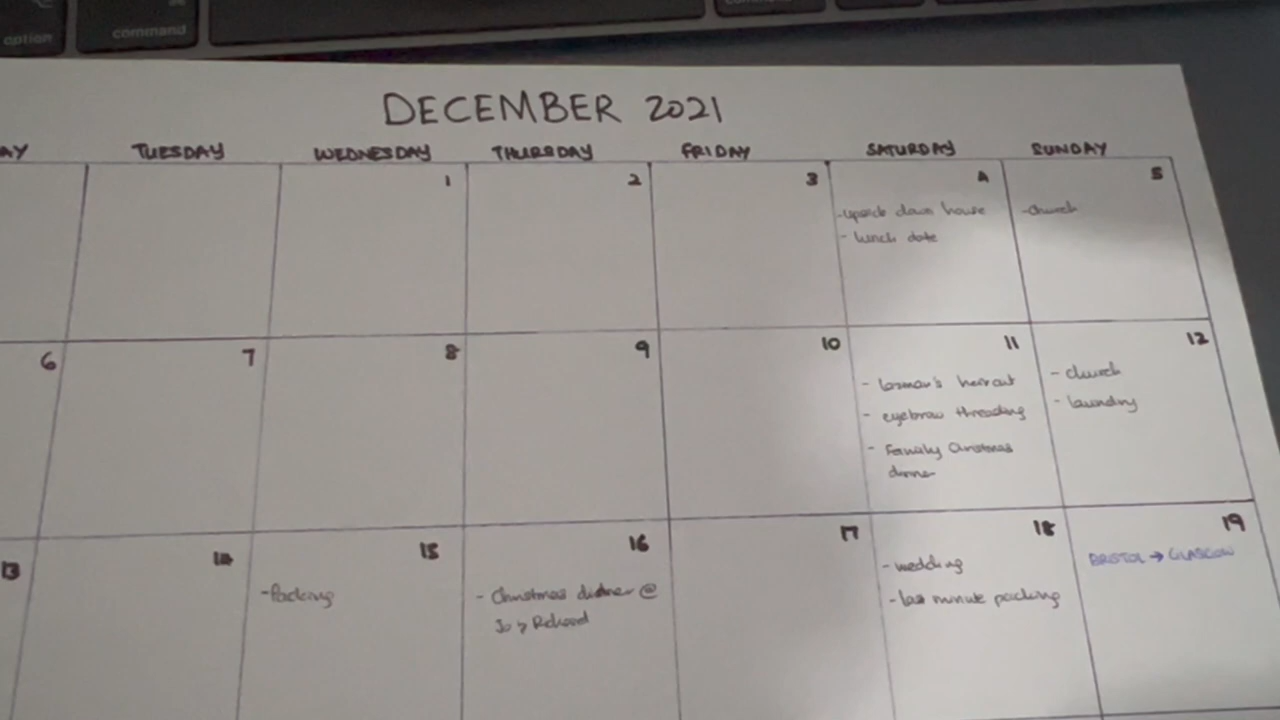 option
command
DECEMBER 2021
AY TUESDAY WEDNESDAY THURSDAY FRIDAY SATURDAY SUNDAY
1 2 3 4 5
- upside down house
- lunch date
- church
6 7 8 9 10 11 12
- haircut
- eyebrow threading
- Family Christmas
dinner
- church
- laundry
13 14 15 16 17 18 19
- Packing
- Christmas dinner @
Jo
- wedding
- last minute packing
BRISTOL → GLASGOW